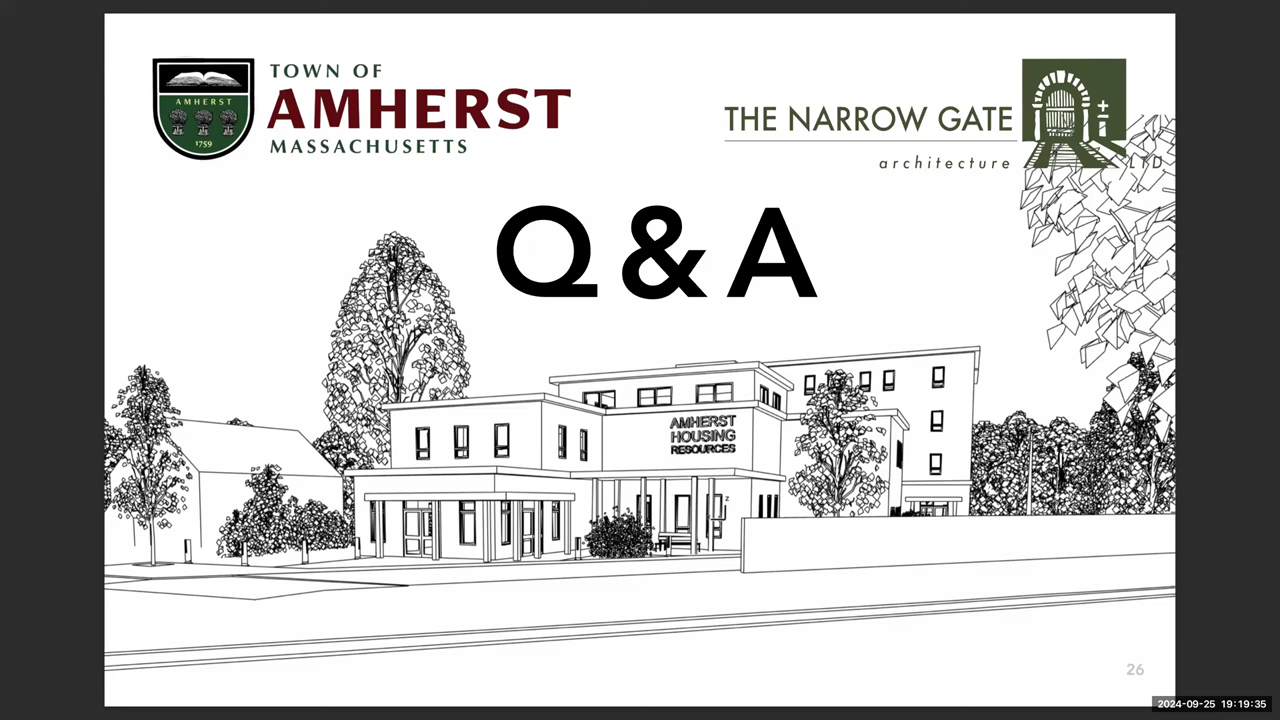 TOWN OF
AMHERST
MASSACHUSETTS
AMHERST
1759
THE NARROW GATE
architecture LTD
Q & A
AMHERST
HOUSING
RESOURCES
26
2024-09-25 19:19:35